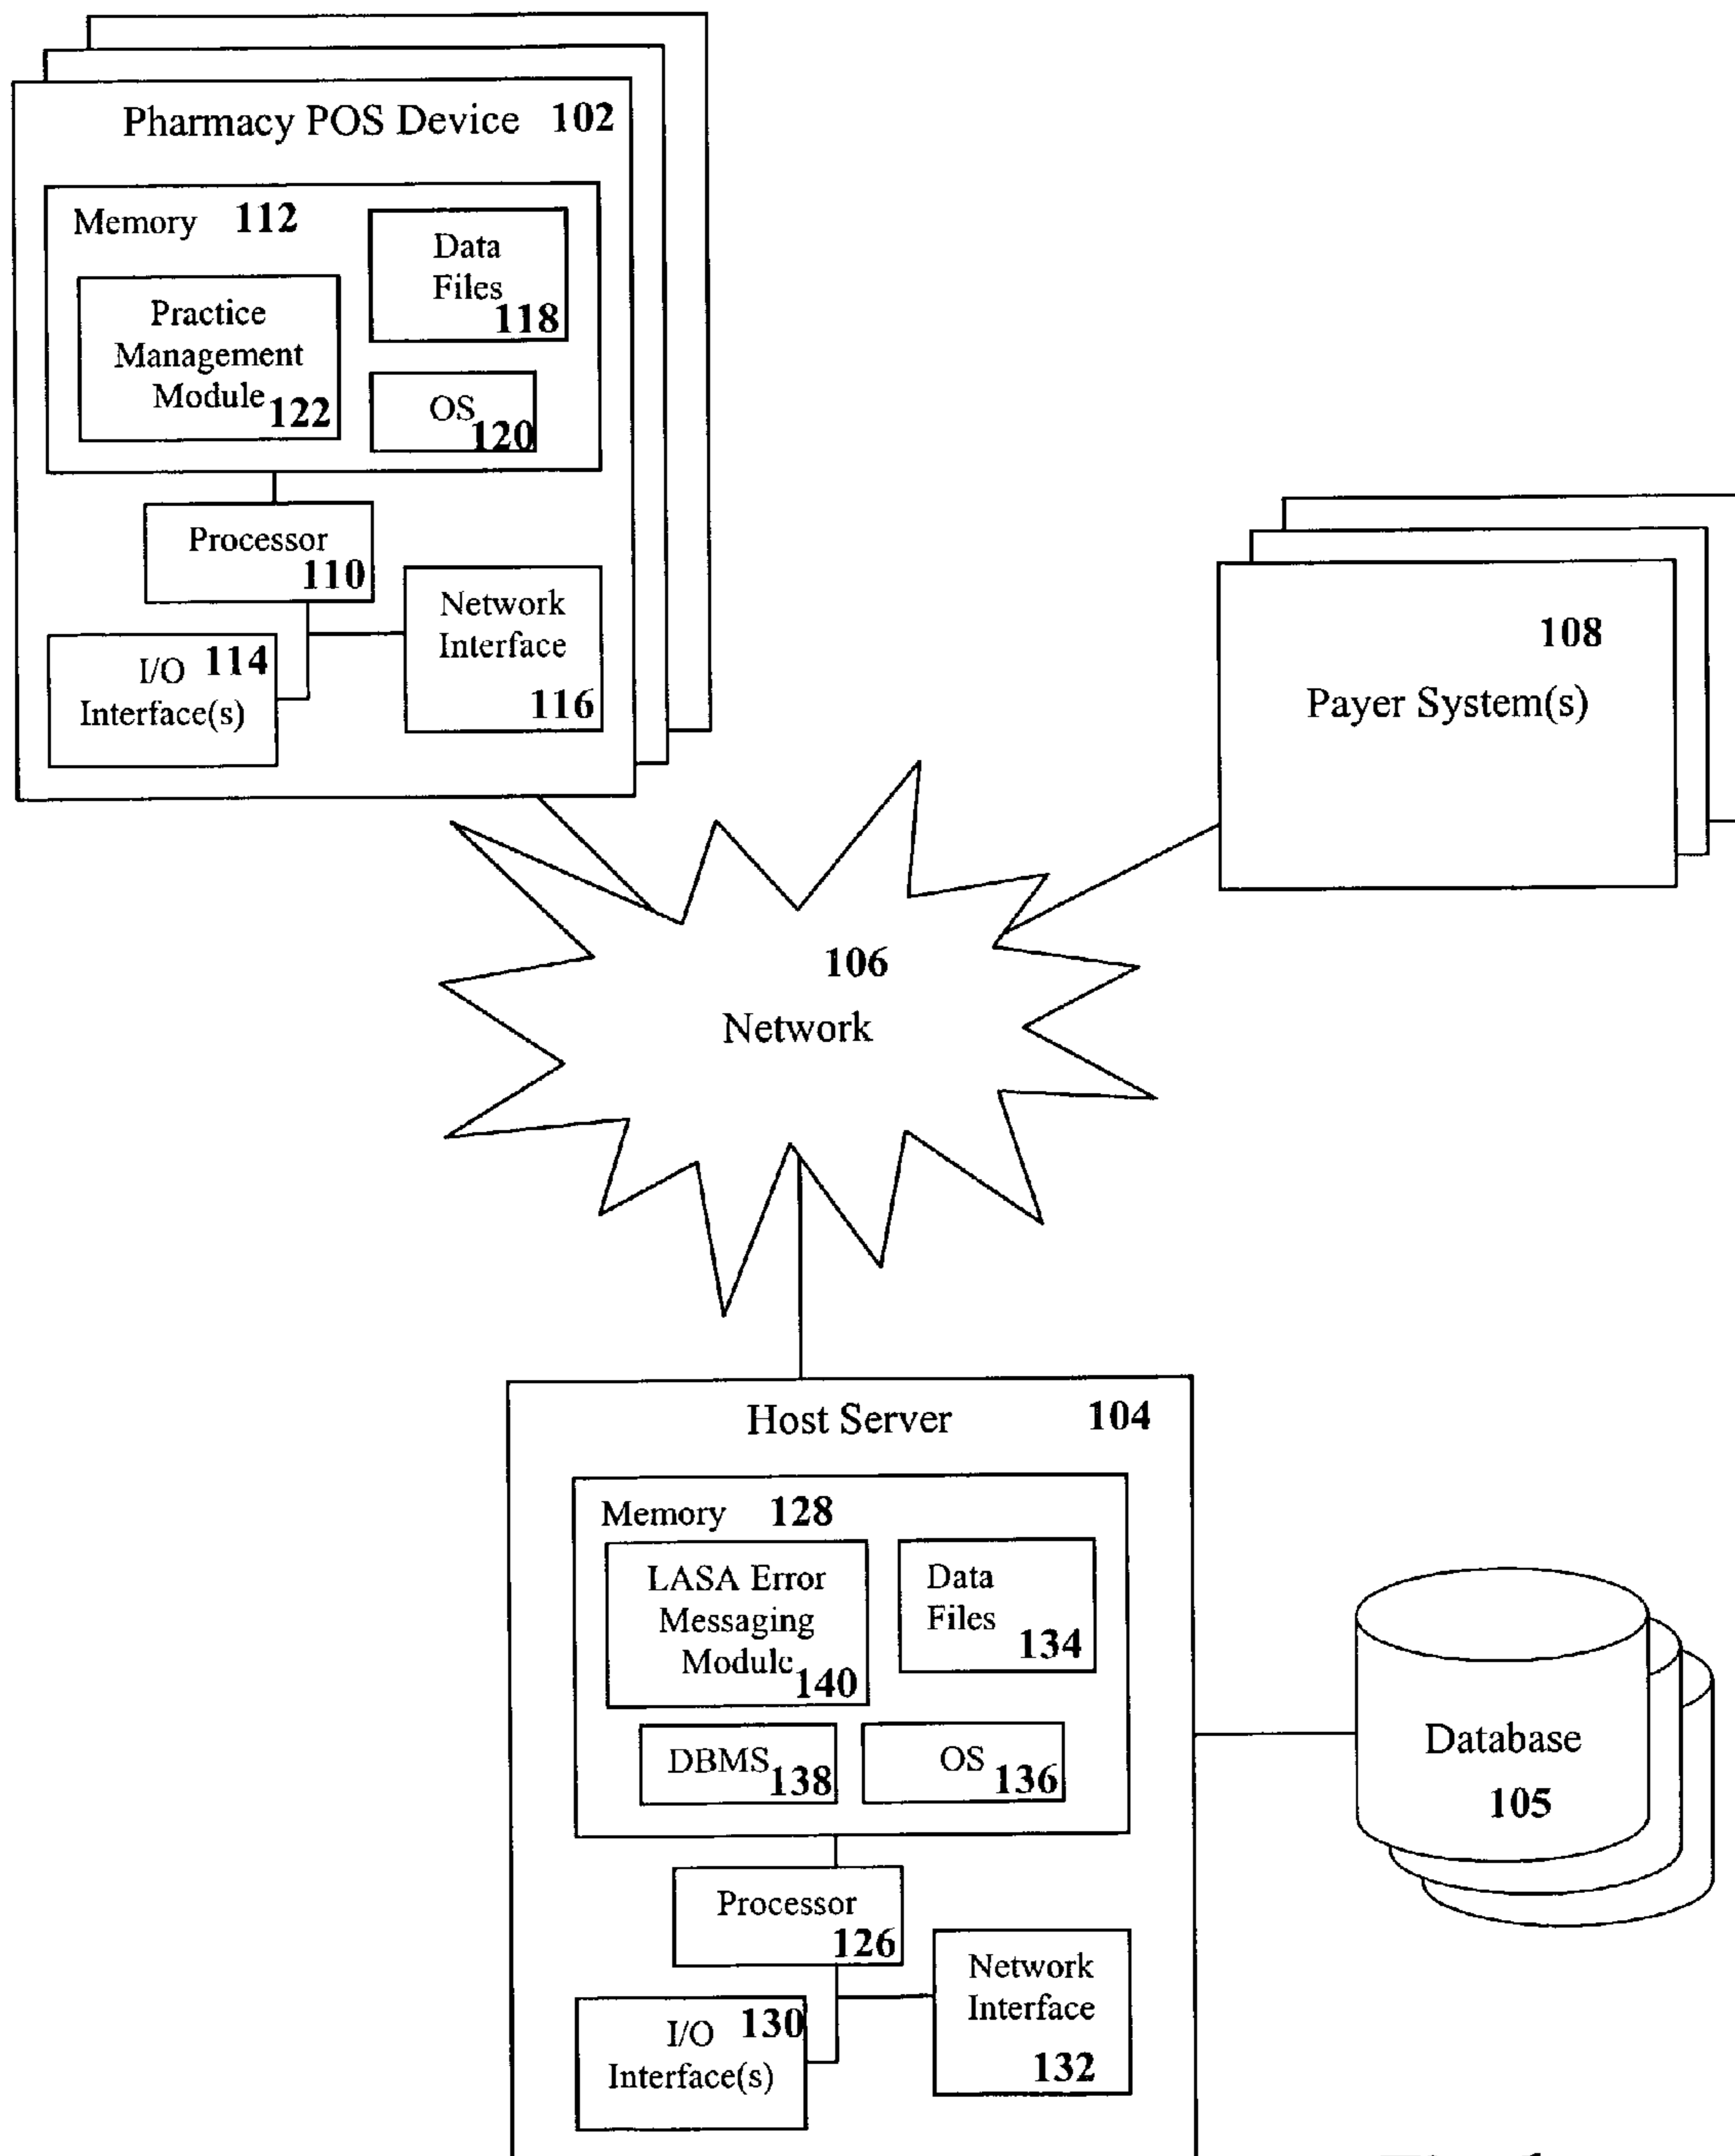 Pharmacy POS Device 102
Memory 112
Data
Files
118
Practice
Management
Module
122
OS
120
Processor
110
Network
Interface
116
I/O 114
Interface(s)
108
Payer System(s)
106
Network
Host Server 104
Memory 128
LASA Error
Messaging
Module
140
Data
Files
134
DBMS
138
OS
136
Database
105
Processor
126
Network
Interface
132
I/O 130
Interface(s)